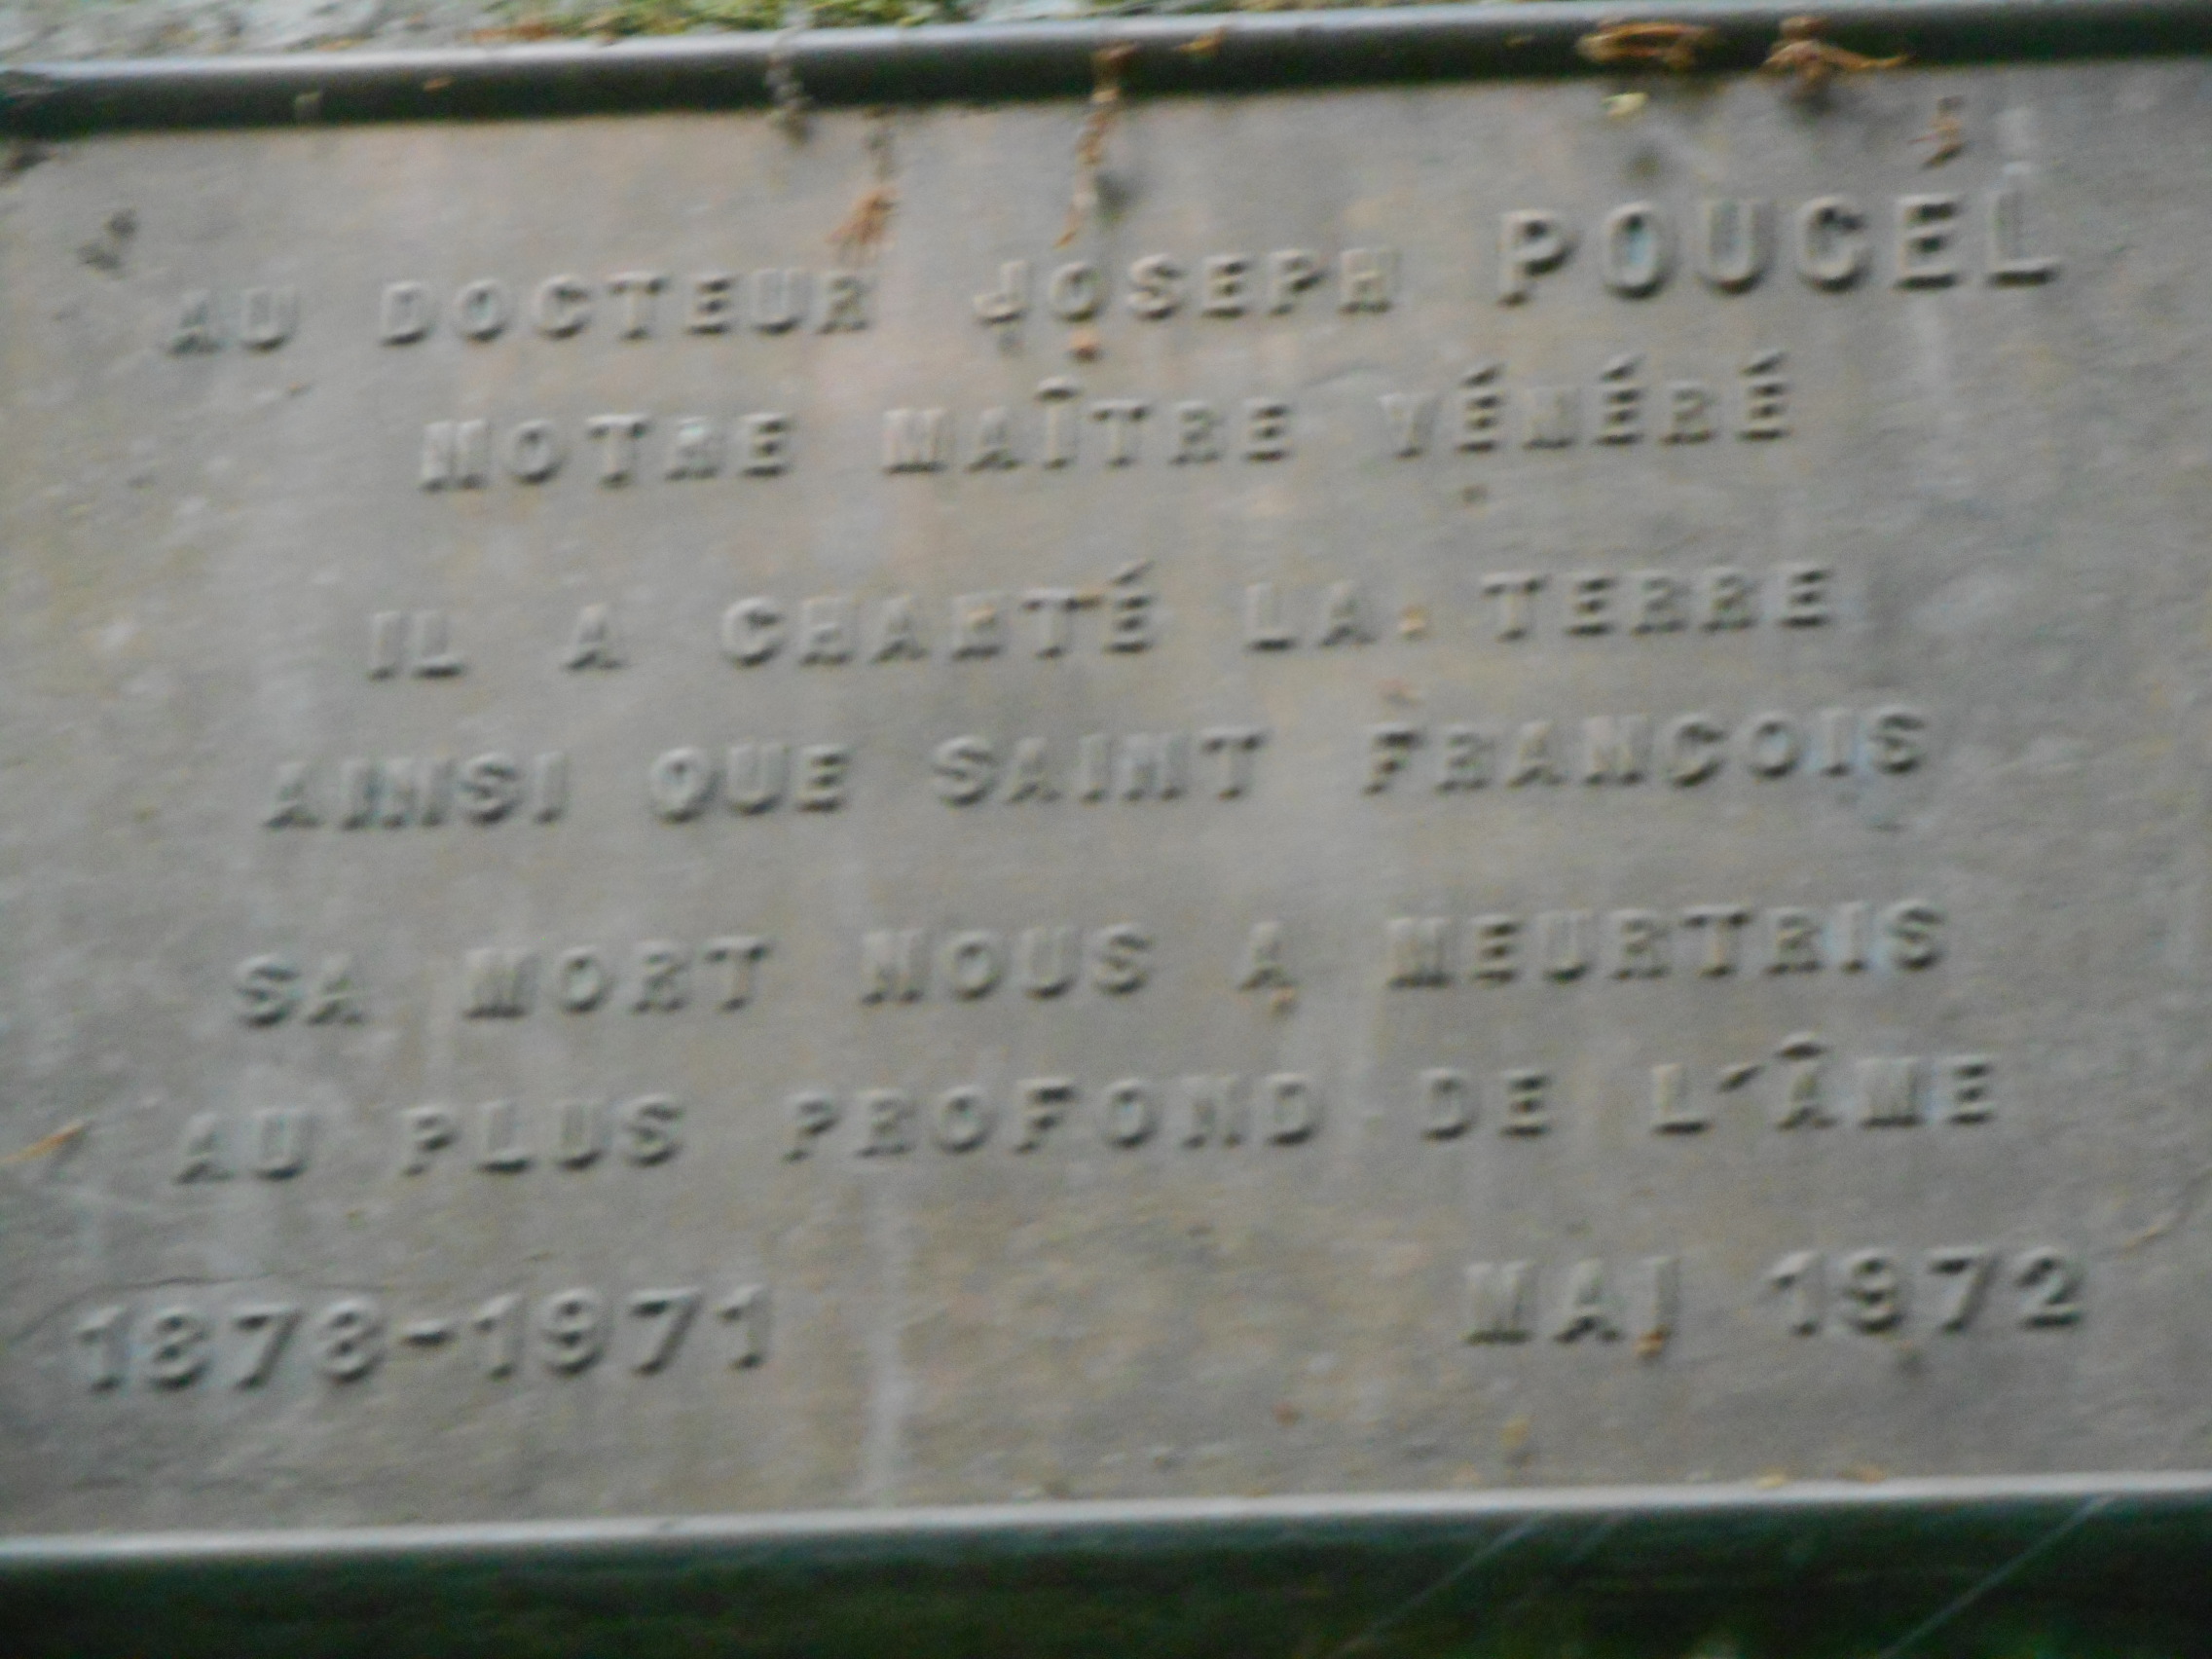 AU DOCTEUR JOSEPH POUCEL
NOTRE MAÎTRE VÉNÉRÉ
IL A CHANTÉ LA TERRE
AINSI QUE SAINT FRANÇOIS
SA MORT NOUS A MEURTRIS
AU PLUS PROFOND DE L'ÂME
1878-1971 MAI 1972